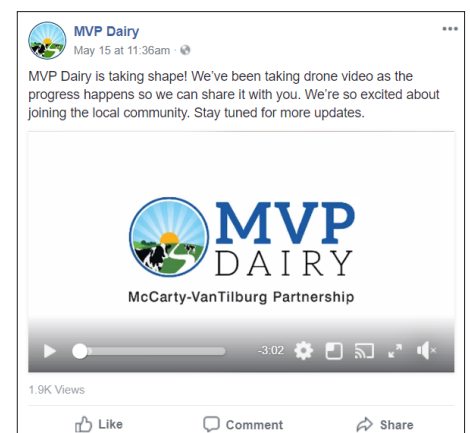 MVP Dairy
May 15 at 11:36am ·
MVP Dairy is taking shape! We've been taking drone video as the
progress happens so we can share it with you. We're so excited about
joining the local community. Stay tuned for more updates.
MVP
DAIRY
McCarty-VanTilburg Partnership
-3:02
1.9K Views
Like Comment Share